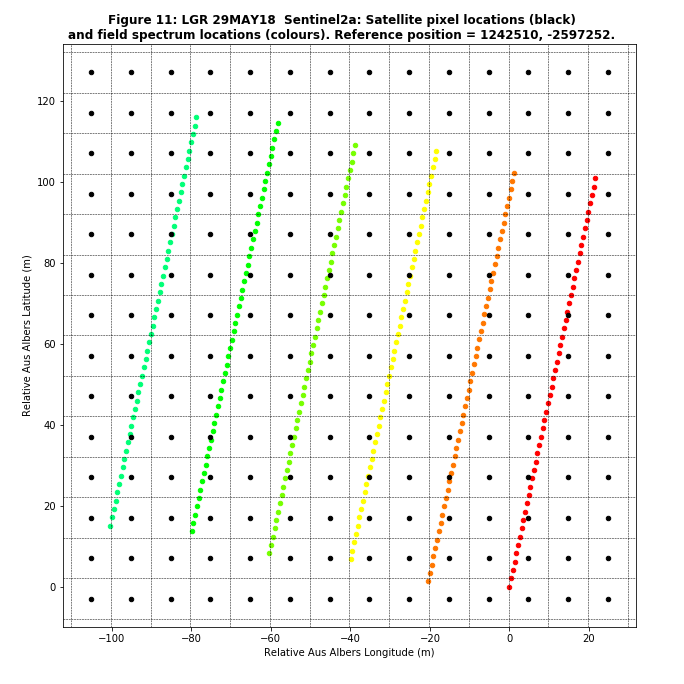 Figure 11: LGR 29MAY18  Sentinel2a: Satellite pixel locations (black)
and field spectrum locations (colours). Reference position = 1242510, -2597252.
120
100
80
60
40
20
0
Relative Aus Albers Latitude (m)
−100 −80 −60 −40 −20 0 20
Relative Aus Albers Longitude (m)